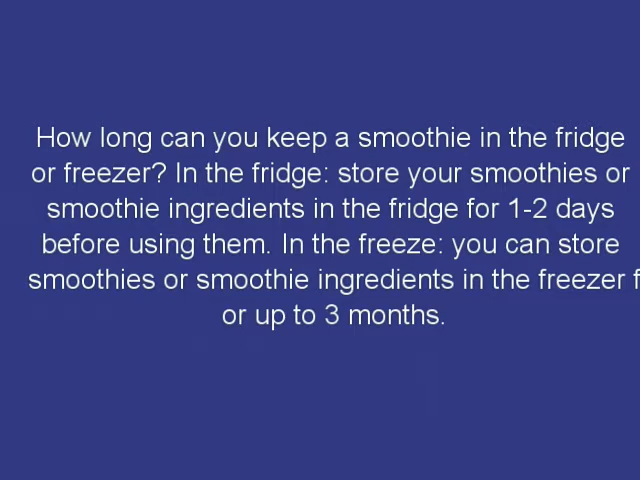 How long can you keep a smoothie in the fridge
or freezer? In the fridge: store your smoothies or
smoothie ingredients in the fridge for 1-2 days
before using them. In the freeze: you can store
smoothies or smoothie ingredients in the freezer f
or up to 3 months.